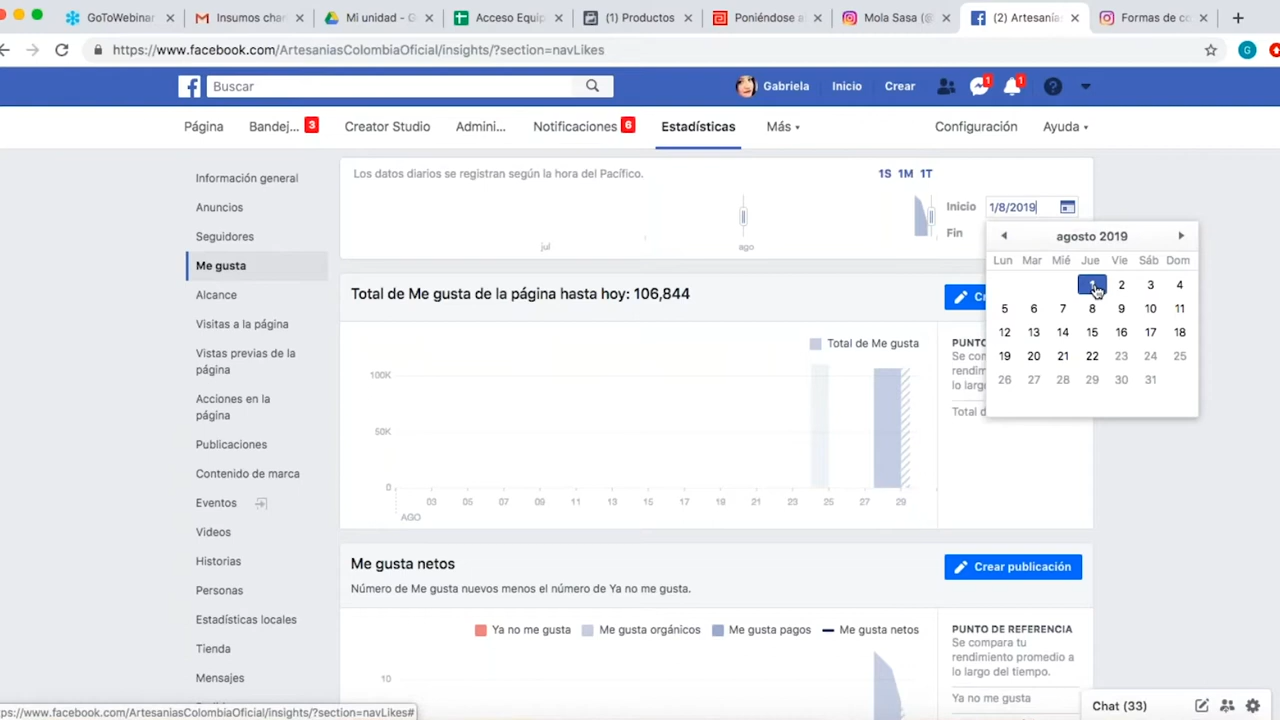 GoToWebinar
Insumos chan
Mi unidad - G
Acceso Equip
(1) Productos
Poniéndose a
Mola Sasa (@
(2) Artesanías
Formas de co
https://www.facebook.com/ArtesaniasColombiaOficial/insights/?section=navLikes
G
Buscar
Gabriela
Inicio
Crear
1
1
Página
Bandej... 3
Creator Studio
Admini...
Notificaciones 6
Estadísticas
Más
Configuración
Ayuda
Información general
Anuncios
Seguidores
Me gusta
Alcance
Visitas a la página
Vistas previas de la
página
Acciones en la
página
Publicaciones
Contenido de marca
Eventos
Videos
Historias
Personas
Estadísticas locales
Tienda
Mensajes
Los datos diarios se registran según la hora del Pacífico.
1S 1M 1T
Inicio 1/8/2019
Fin
jul
ago
agosto 2019
Lun Mar Mié Jue Vie Sáb Dom
1 2 3 4
5 6 7 8 9 10 11
12 13 14 15 16 17 18
19 20 21 22 23 24 25
26 27 28 29 30 31
Total de Me gusta de la página hasta hoy: 106,844
Total de Me gusta
100K
50K
0
03 05 07 09 11 13 15 17 19 21 23 25 27 29
AGO
PUNTO
Se com
rendim
lo larg
Total d
Me gusta netos
Número de Me gusta nuevos menos el número de Ya no me gusta.
Crear publicación
Ya no me gusta
Me gusta orgánicos
Me gusta pagos
Me gusta netos
10
PUNTO DE REFERENCIA
Se compara tu
rendimiento promedio a
lo largo del tiempo.
Ya no me gusta
Chat (33)
ps://www.facebook.com/ArtesaniasColombiaOficial/insights/?section=navLikes#